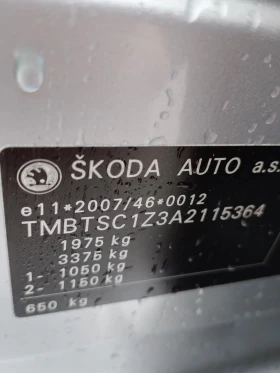 ŠKODA AUTO a.s.
e11*2007/46*0012
TMBTSC1Z3A2115364
1975 kg
3375 kg
1- 1050 kg
2- 1150 kg
650 kg